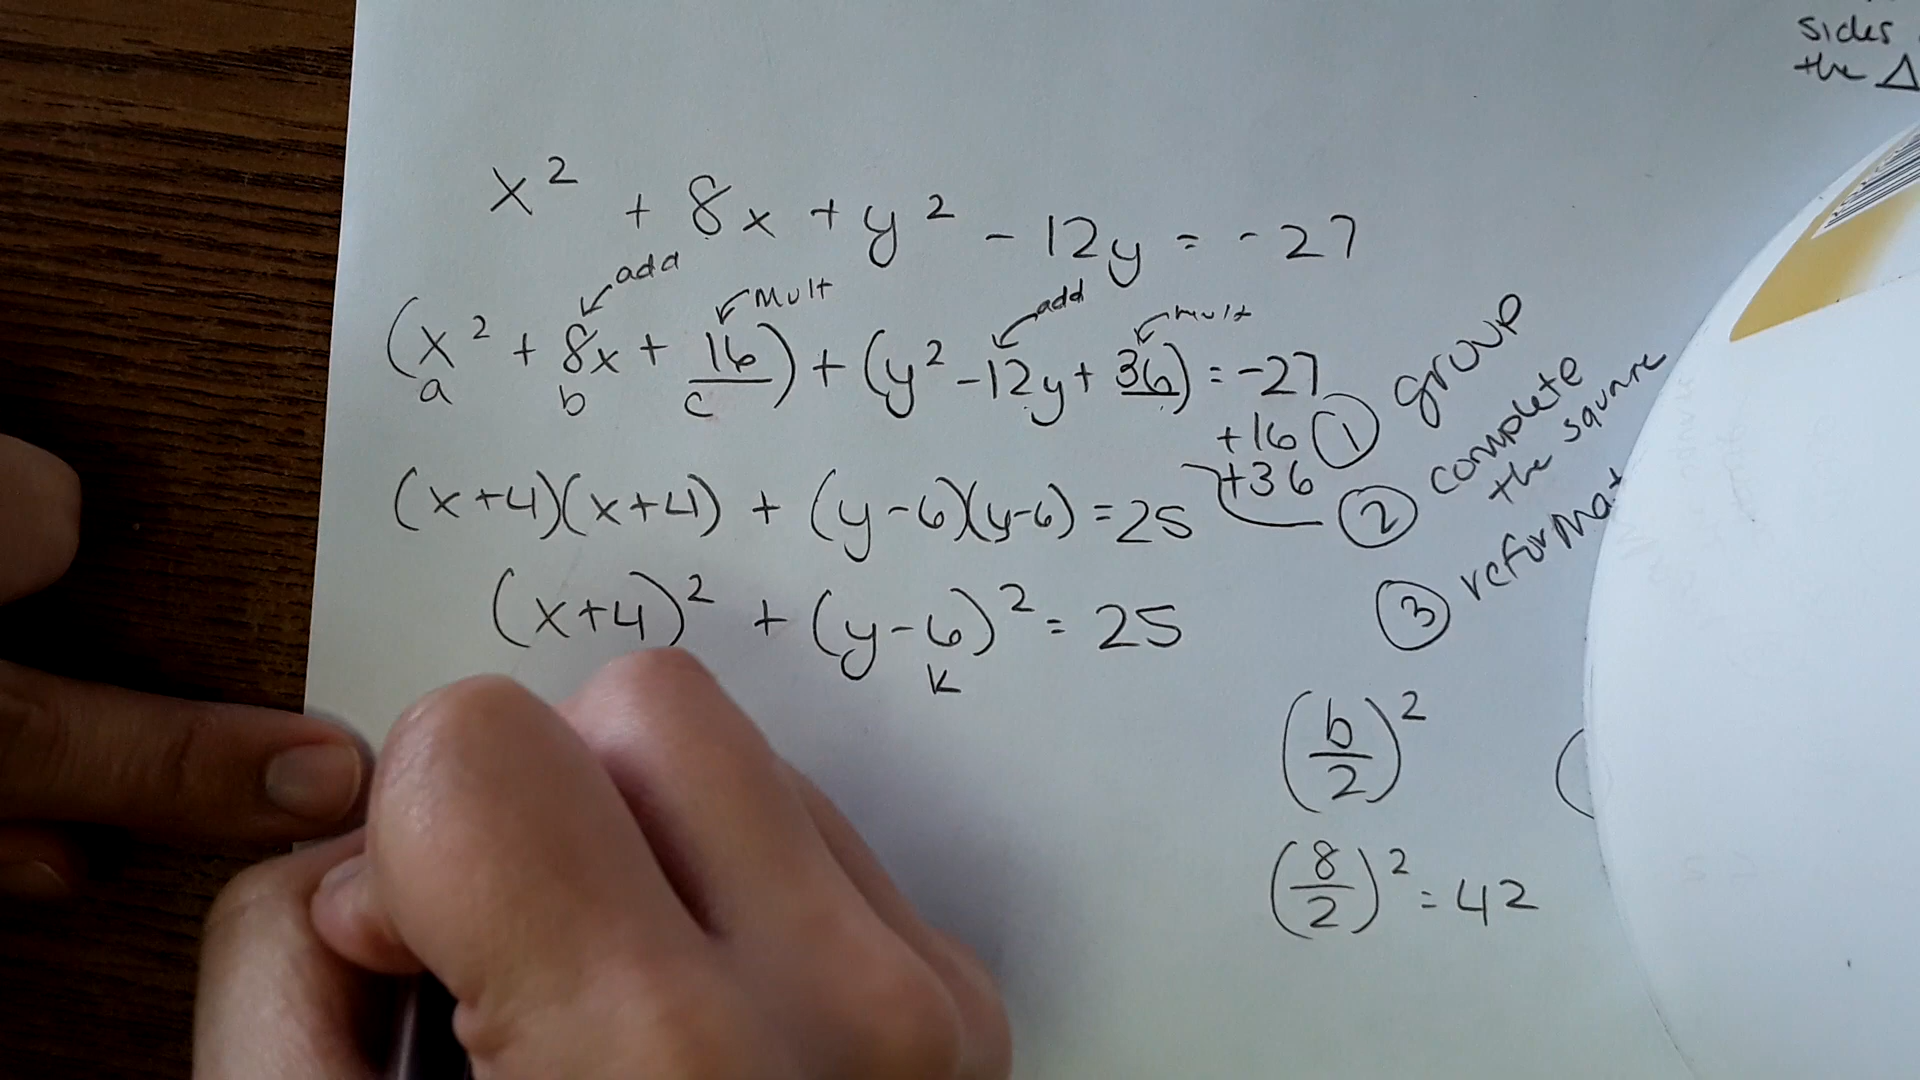 sides
the Δ
x² + 8x + y² - 12y = -27
add
mult
add
mult
(x² + 8x + 16) + (y² - 12y + 36) = -27
a b c
+16
+36
(x+4)(x+4) + (y-6)(y-6) = 25
(x+4)² + (y-6)² = 25
k
① group
② complete
the square
③ reformat
(b/2)²
(8/2)² = 42